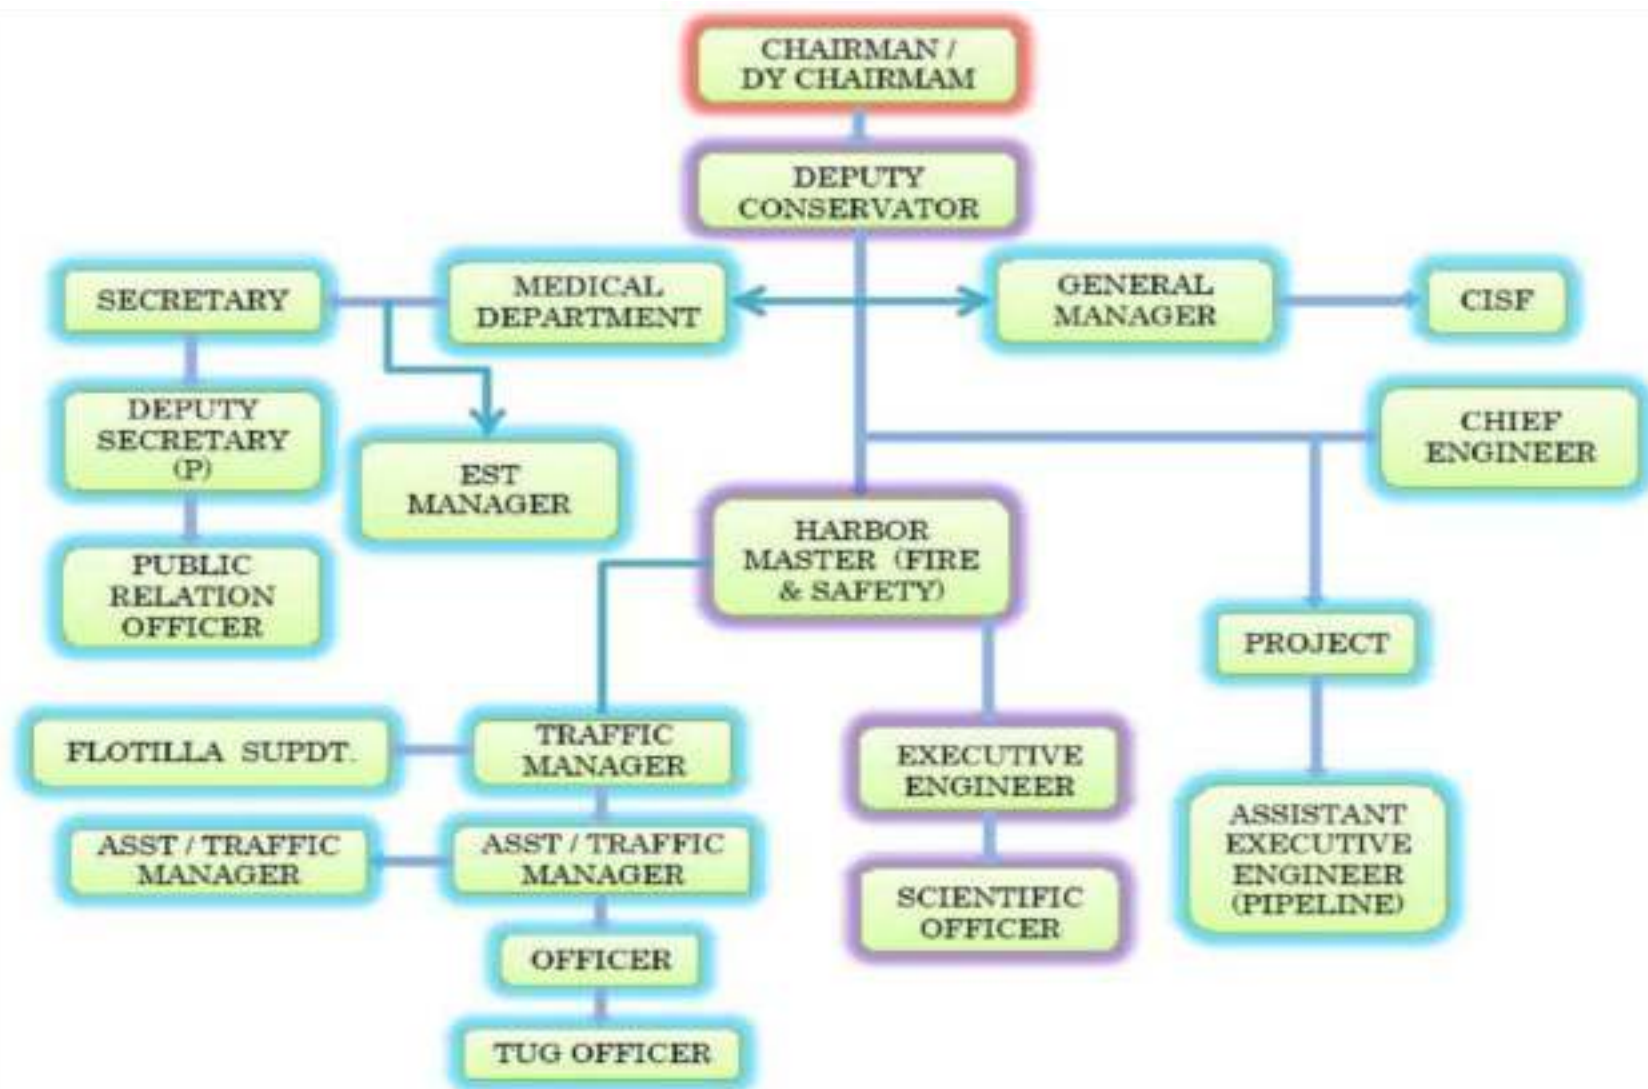 CHAIRMAN /
DY CHAIRMAM
DEPUTY
CONSERVATOR
SECRETARY
MEDICAL
DEPARTMENT
GENERAL
MANAGER
CISF
DEPUTY
SECRETARY
(P)
EST
MANAGER
CHIEF
ENGINEER
HARBOR
MASTER (FIRE
& SAFETY)
PUBLIC
RELATION
OFFICER
PROJECT
FLOTILLA SUPDT.
TRAFFIC
MANAGER
EXECUTIVE
ENGINEER
ASSISTANT
EXECUTIVE
ENGINEER
(PIPELINE)
ASST / TRAFFIC
MANAGER
ASST / TRAFFIC
MANAGER
SCIENTIFIC
OFFICER
OFFICER
TUG OFFICER